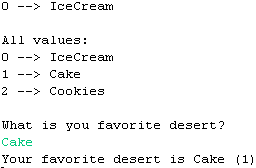 0 --> IceCream
All values:
0 --> IceCream
1 --> Cake
2 --> Cookies
What is you favorite desert?
Cake
Your favorite desert is Cake (1)